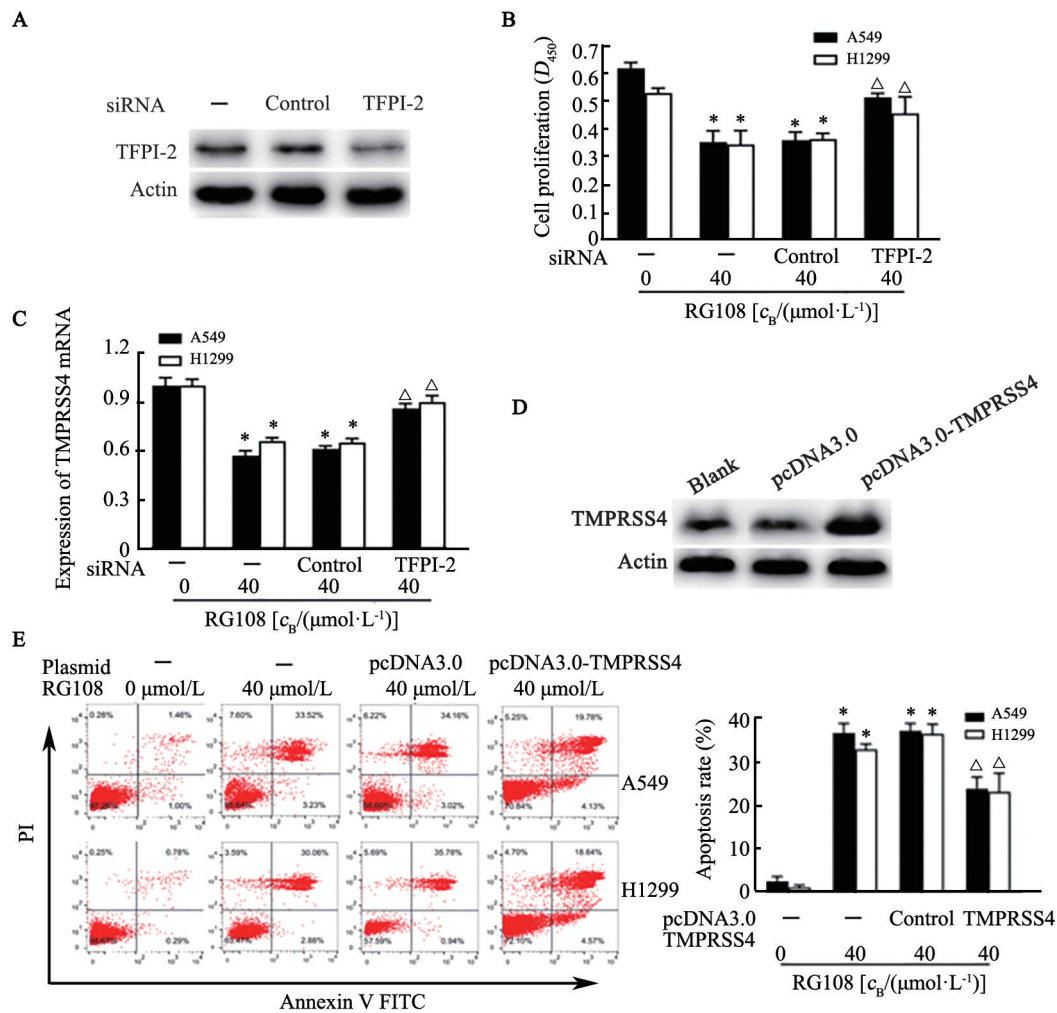 A
siRNA — Control TFPI-2
TFPI-2
Actin
B
A549
H1299
Cell proliferation (D450)
0.7
0.6
0.5
0.4
0.3
0.2
0.1
0
* * * * △ △
siRNA — — Control TFPI-2
0 40 40 40
RG108 [cB/(μmol·L-1)]
C
A549
H1299
Expression of TMPRSS4 mRNA
1.2
0.9
0.6
0.3
0
* * * * △ △
siRNA — — Control TFPI-2
0 40 40 40
RG108 [cB/(μmol·L-1)]
D
Blank pcDNA3.0 pcDNA3.0-TMPRSS4
TMPRSS4
Actin
E
Plasmid — — pcDNA3.0 pcDNA3.0-TMPRSS4
RG108 0 μmol/L 40 μmol/L 40 μmol/L 40 μmol/L
0.28% 1.46% 7.60% 33.52% 6.22% 34.16% 5.25% 19.78%
A549
1.00% 3.23% 3.02% 70.84% 4.13%
0.25% 0.78% 3.59% 30.06% 5.69% 35.78% 4.70% 18.64%
H1299
0.29% 2.88% 57.59% 0.94% 72.10% 4.57%
PI
Annexin V FITC
A549
H1299
Apoptosis rate (%)
40
30
20
10
0
* * * * △ △
pcDNA3.0 — — Control TMPRSS4
TMPRSS4
0 40 40 40
RG108 [cB/(μmol·L-1)]